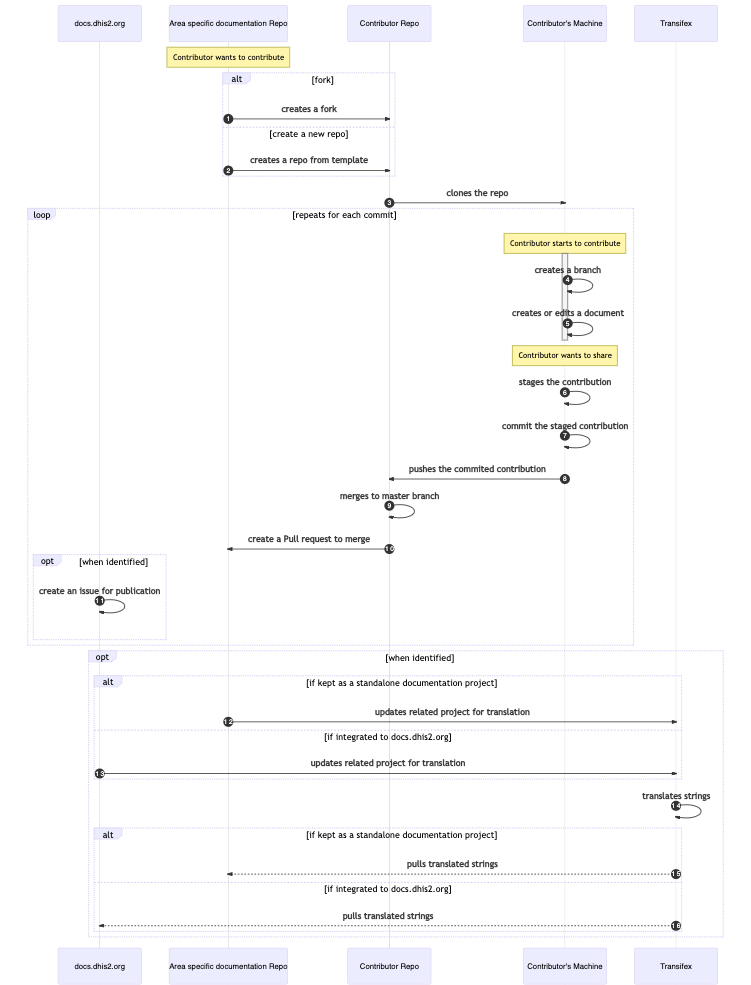 docs.dhis2.org
Area specific documentation Repo
Contributor Repo
Contributor's Machine
Transifex
Contributor wants to contribute
alt
[fork]
creates a fork
1
[create a new repo]
creates a repo from template
2
clones the repo
3
loop
[repeats for each commit]
Contributor starts to contribute
creates a branch
4
creates or edits a document
5
Contributor wants to share
stages the contribution
6
commit the staged contribution
7
pushes the commited contribution
8
merges to master branch
9
create a Pull request to merge
10
opt
[when identified]
create an issue for publication
11
opt
[when identified]
alt
[if kept as a standalone documentation project]
updates related project for translation
12
[if integrated to docs.dhis2.org]
updates related project for translation
13
translates strings
14
alt
[if kept as a standalone documentation project]
pulls translated strings
15
[if integrated to docs.dhis2.org]
pulls translated strings
16
docs.dhis2.org
Area specific documentation Repo
Contributor Repo
Contributor's Machine
Transifex